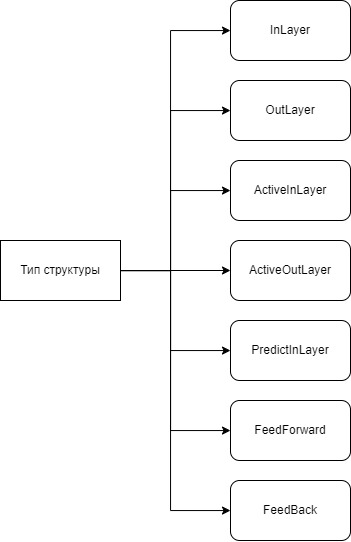 InLayer
OutLayer
ActiveInLayer
Тип структуры
ActiveOutLayer
PredictInLayer
FeedForward
FeedBack